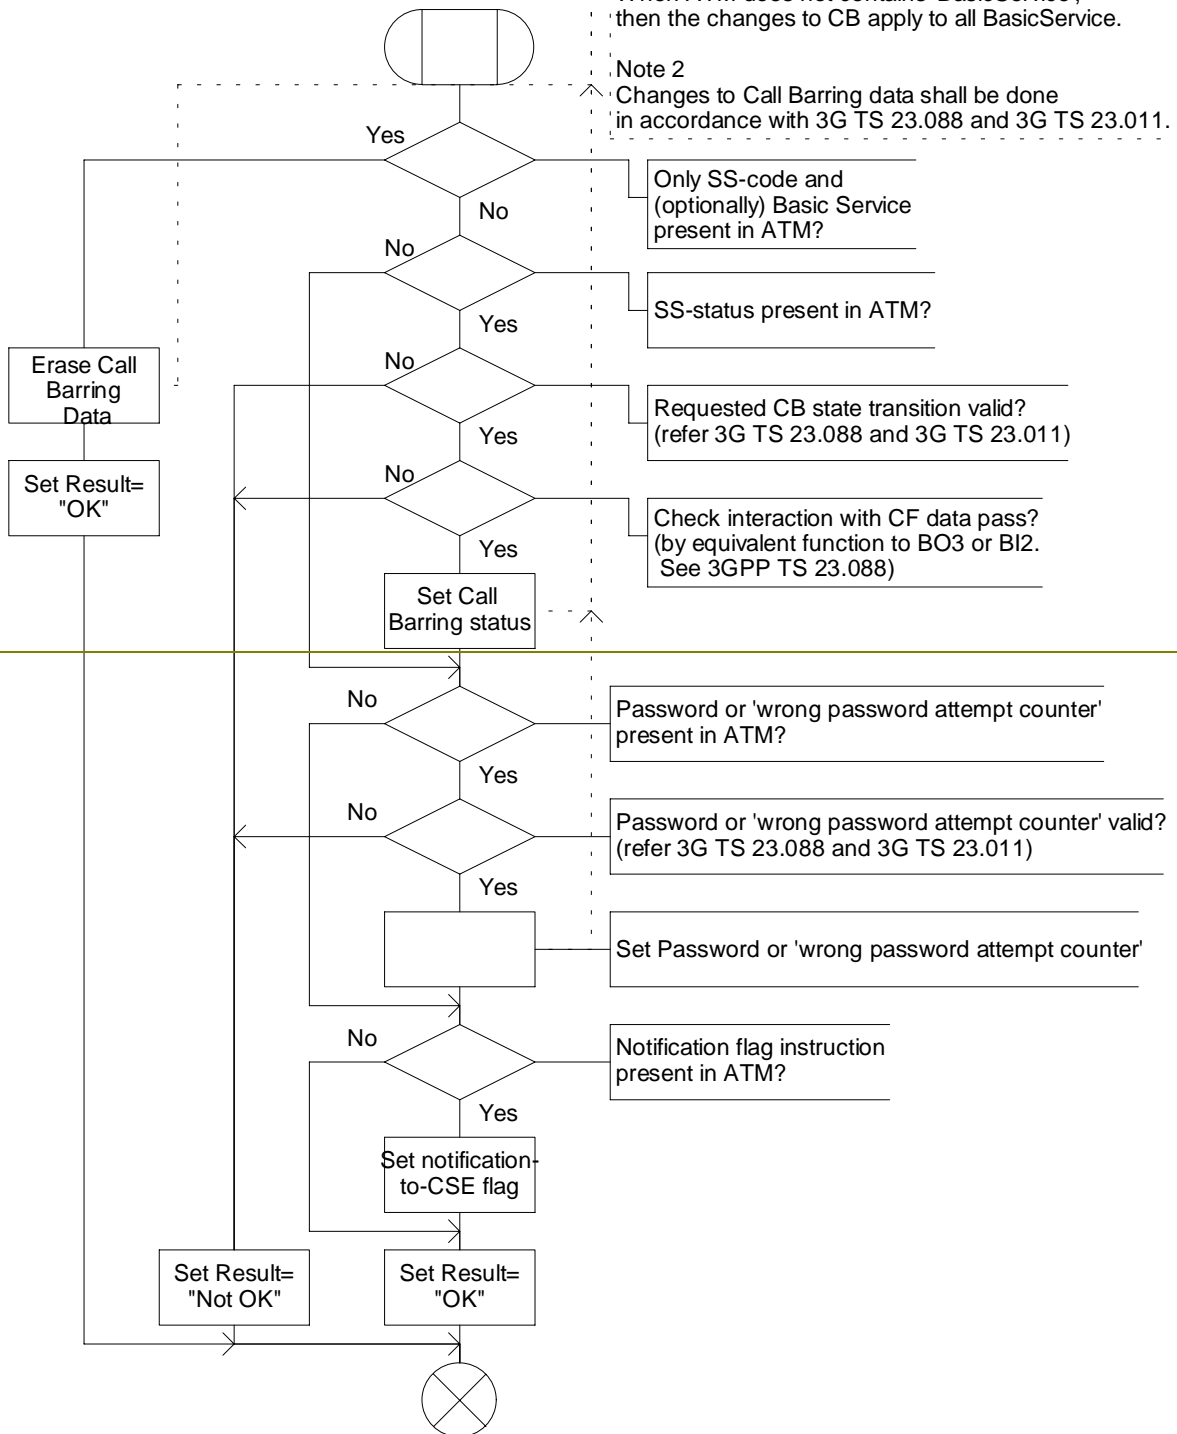 then the changes to CB apply to all BasicService.
Note 2
Changes to Call Barring data shall be done
in accordance with 3G TS 23.088 and 3G TS 23.011.
Yes
Only SS-code and
(optionally) Basic Service
present in ATM?
No
No
SS-status present in ATM?
Yes
Erase Call
Barring
Data
No
Requested CB state transition valid?
(refer 3G TS 23.088 and 3G TS 23.011)
Yes
Set Result=
"OK"
No
Check interaction with CF data pass?
(by equivalent function to BO3 or BI2.
See 3GPP TS 23.088)
Yes
Set Call
Barring status
No
Password or 'wrong password attempt counter'
present in ATM?
Yes
No
Password or 'wrong password attempt counter' valid?
(refer 3G TS 23.088 and 3G TS 23.011)
Yes
Set Password or 'wrong password attempt counter'
No
Notification flag instruction
present in ATM?
Yes
Set notification-
to-CSE flag
Set Result=
"Not OK"
Set Result=
"OK"